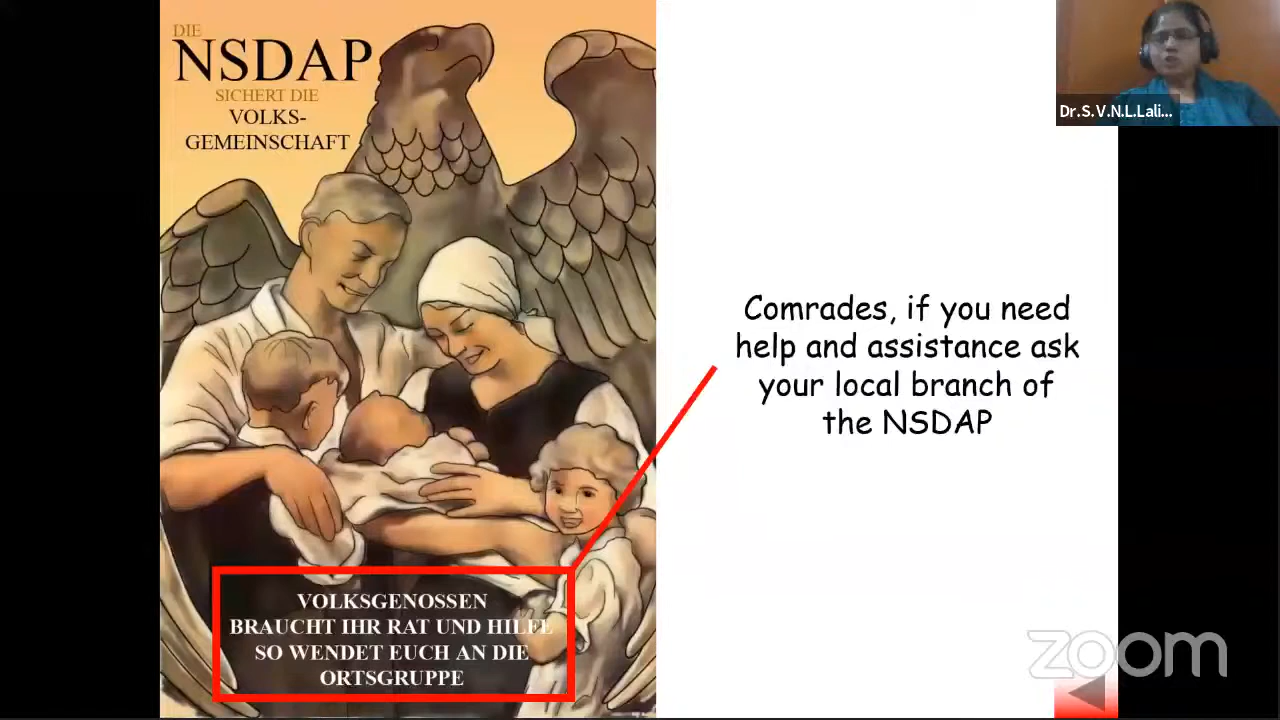 DIE
NSDAP
SICHERT DIE
VOLKS-
GEMEINSCHAFT
VOLKSGENOSSEN
BRAUCHT IHR RAT UND HILFE
SO WENDET EUCH AN DIE
ORTSGRUPPE
Comrades, if you need
help and assistance ask
your local branch of
the NSDAP
Dr.S.V.N.L.Lali...
zoom